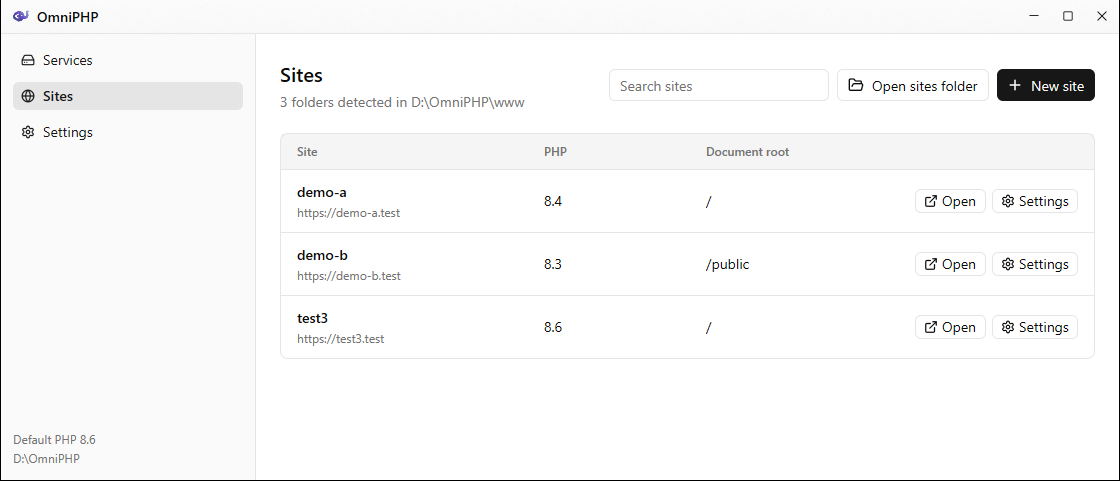 OmniPHP
Services
Sites
Settings
Default PHP 8.6
D:\OmniPHP
Sites
3 folders detected in D:\OmniPHP\www
Search sites
Open sites folder
New site
Site PHP Document root
demo-a
https://demo-a.test
8.4 / Open Settings
demo-b
https://demo-b.test
8.3 /public Open Settings
test3
https://test3.test
8.6 / Open Settings